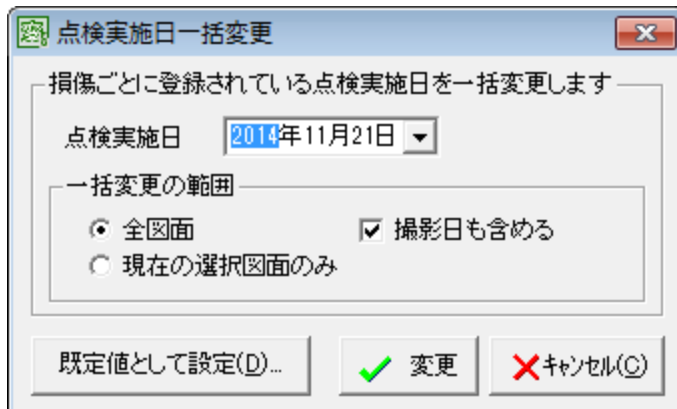 点検実施日一括変更
損傷ごとに登録されている点検実施日を一括変更します
点検実施日 2014年11月21日
一括変更の範囲
全図面 撮影日も含める
現在の選択図面のみ
既定値として設定(D)... 変更 ｷｬﾝｾﾙ(C)